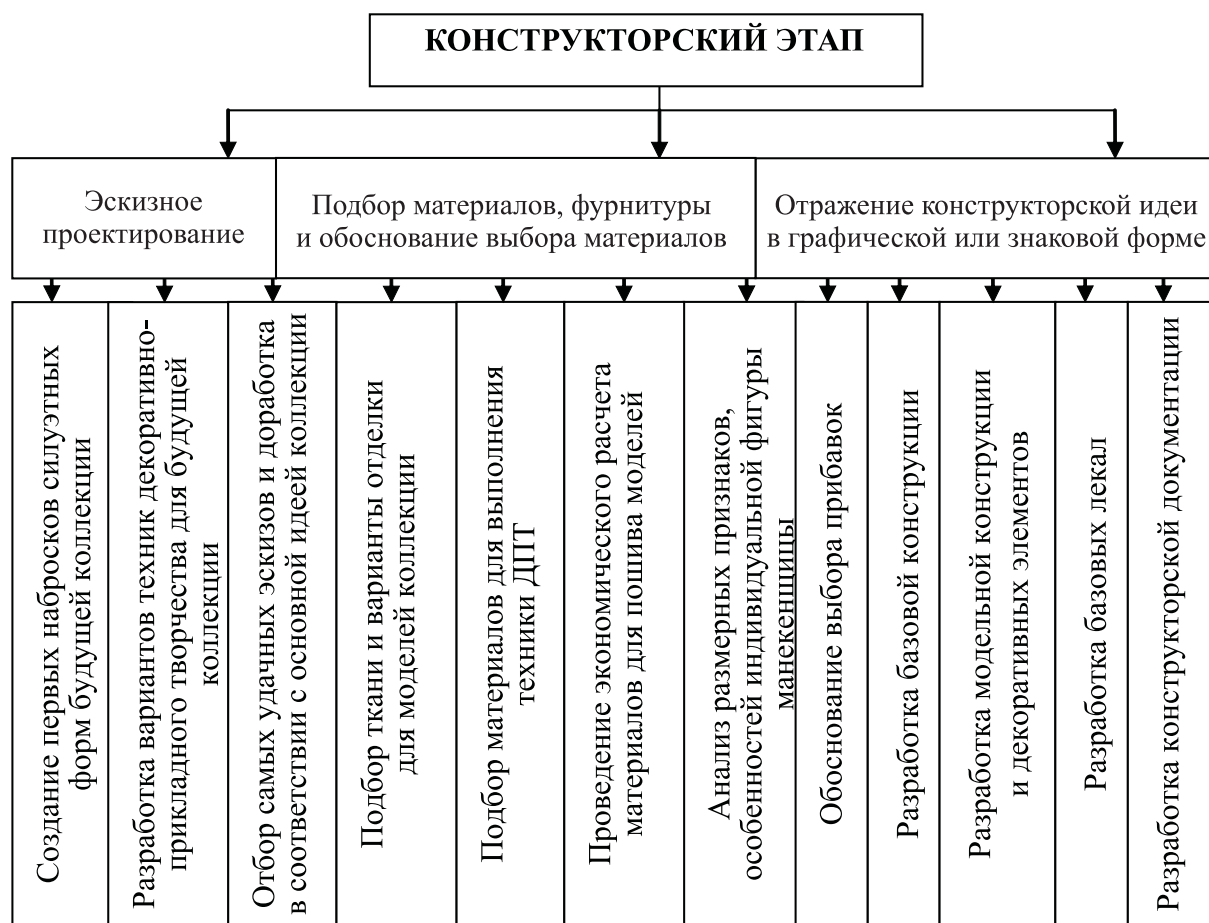 КОНСТРУКТОРСКИЙ ЭТАП
Эскизное
проектирование
Подбор материалов, фурнитуры
и обоснование выбора материалов
Отражение конструкторской идеи
в графической или знаковой форме
Создание первых набросков силуэтных
форм будущей коллекции
Разработка вариантов техник декоративно-
прикладного творчества для будущей
коллекции
Отбор самых удачных эскизов и доработка
в соответствии с основной идеей коллекции
Подбор ткани и варианты отделки
для моделей коллекции
Подбор материалов для выполнения
техники ДПТ
Проведение экономического расчета
материалов для пошива моделей
Анализ размерных признаков,
особенностей индивидуальной фигуры
манекенщицы
Обоснование выбора прибавок
Разработка базовой конструкции
Разработка модельной конструкции
и декоративных элементов
Разработка базовых лекал
Разработка конструкторской документации